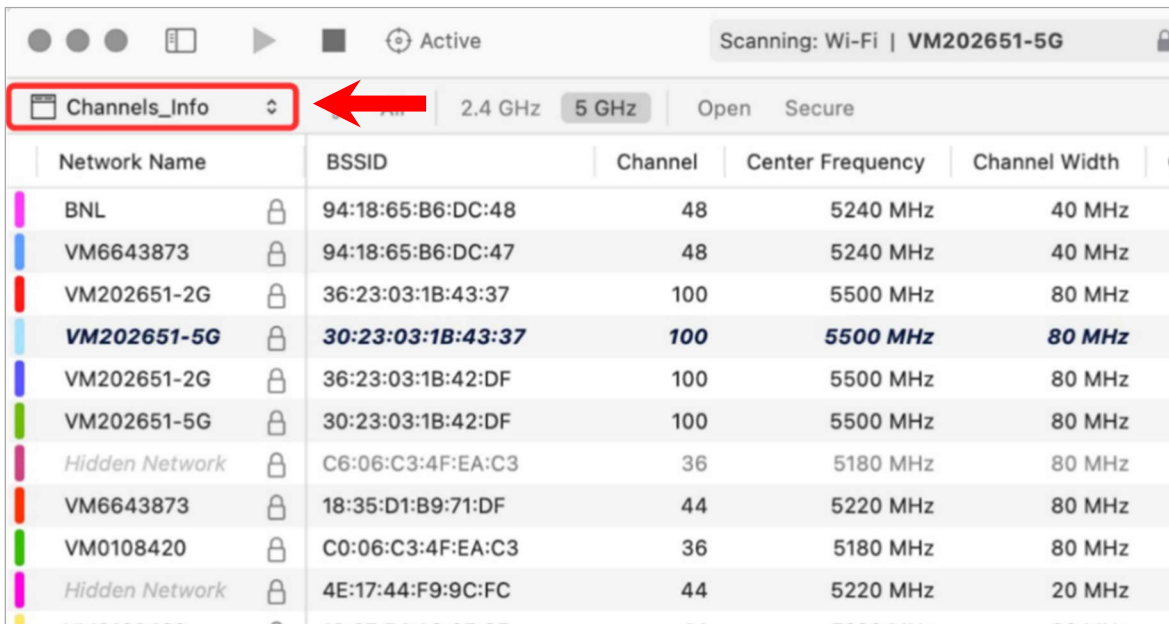 Active Scanning: Wi-Fi | VM202651-5G
Channels_Info 2.4 GHz 5 GHz Open Secure
Network Name BSSID Channel Center Frequency Channel Width
BNL 94:18:65:B6:DC:48 48 5240 MHz 40 MHz
VM6643873 94:18:65:B6:DC:47 48 5240 MHz 40 MHz
VM202651-2G 36:23:03:1B:43:37 100 5500 MHz 80 MHz
VM202651-5G 30:23:03:1B:43:37 100 5500 MHz 80 MHz
VM202651-2G 36:23:03:1B:42:DF 100 5500 MHz 80 MHz
VM202651-5G 30:23:03:1B:42:DF 100 5500 MHz 80 MHz
Hidden Network C6:06:C3:4F:EA:C3 36 5180 MHz 80 MHz
VM6643873 18:35:D1:B9:71:DF 44 5220 MHz 80 MHz
VM0108420 C0:06:C3:4F:EA:C3 36 5180 MHz 80 MHz
Hidden Network 4E:17:44:F9:9C:FC 44 5220 MHz 20 MHz